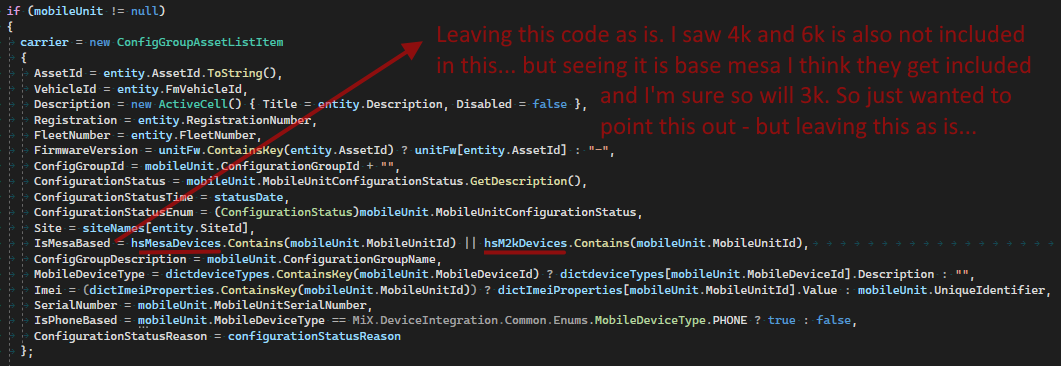 if (mobileUnit != null)
{
carrier = new ConfigGroupAssetListItem
{
AssetId = entity.AssetId.ToString(),
VehicleId = entity.FmVehicleId,
Description = new ActiveCell() { Title = entity.Description, Disabled = false },
Registration = entity.RegistrationNumber,
FleetNumber = entity.FleetNumber,
FirmwareVersion = unitFw.ContainsKey(entity.AssetId) ? unitFw[entity.AssetId] : "-",
ConfigGroupId = mobileUnit.ConfigurationGroupId + "",
ConfigurationStatus = mobileUnit.MobileUnitConfigurationStatus.GetDescription(),
ConfigurationStatusTime = statusDate,
ConfigurationStatusEnum = (ConfigurationStatus)mobileUnit.MobileUnitConfigurationStatus,
Site = siteNames[entity.SiteId],
IsMesaBased = hsMesaDevices.Contains(mobileUnit.MobileUnitId) || hsM2kDevices.Contains(mobileUnit.MobileUnitId),
ConfigGroupDescription = mobileUnit.ConfigurationGroupName,
MobileDeviceType = dictdeviceTypes.ContainsKey(mobileUnit.MobileDeviceId) ? dictdeviceTypes[mobileUnit.MobileDeviceId].Description : "",
Imei = (dictImeiProperties.ContainsKey(mobileUnit.MobileUnitId)) ? dictImeiProperties[mobileUnit.MobileUnitId].Value : mobileUnit.UniqueIdentifier,
SerialNumber = mobileUnit.MobileUnitSerialNumber,
IsPhoneBased = mobileUnit.MobileDeviceType == MiX.DeviceIntegration.Common.Enums.MobileDeviceType.PHONE ? true : false,
ConfigurationStatusReason = configurationStatusReason
};
Leaving this code as is. I saw 4k and 6k is also not included
in this... but seeing it is base mesa I think they get included
and I'm sure so will 3k. So just wanted to
point this out - but leaving this as is...